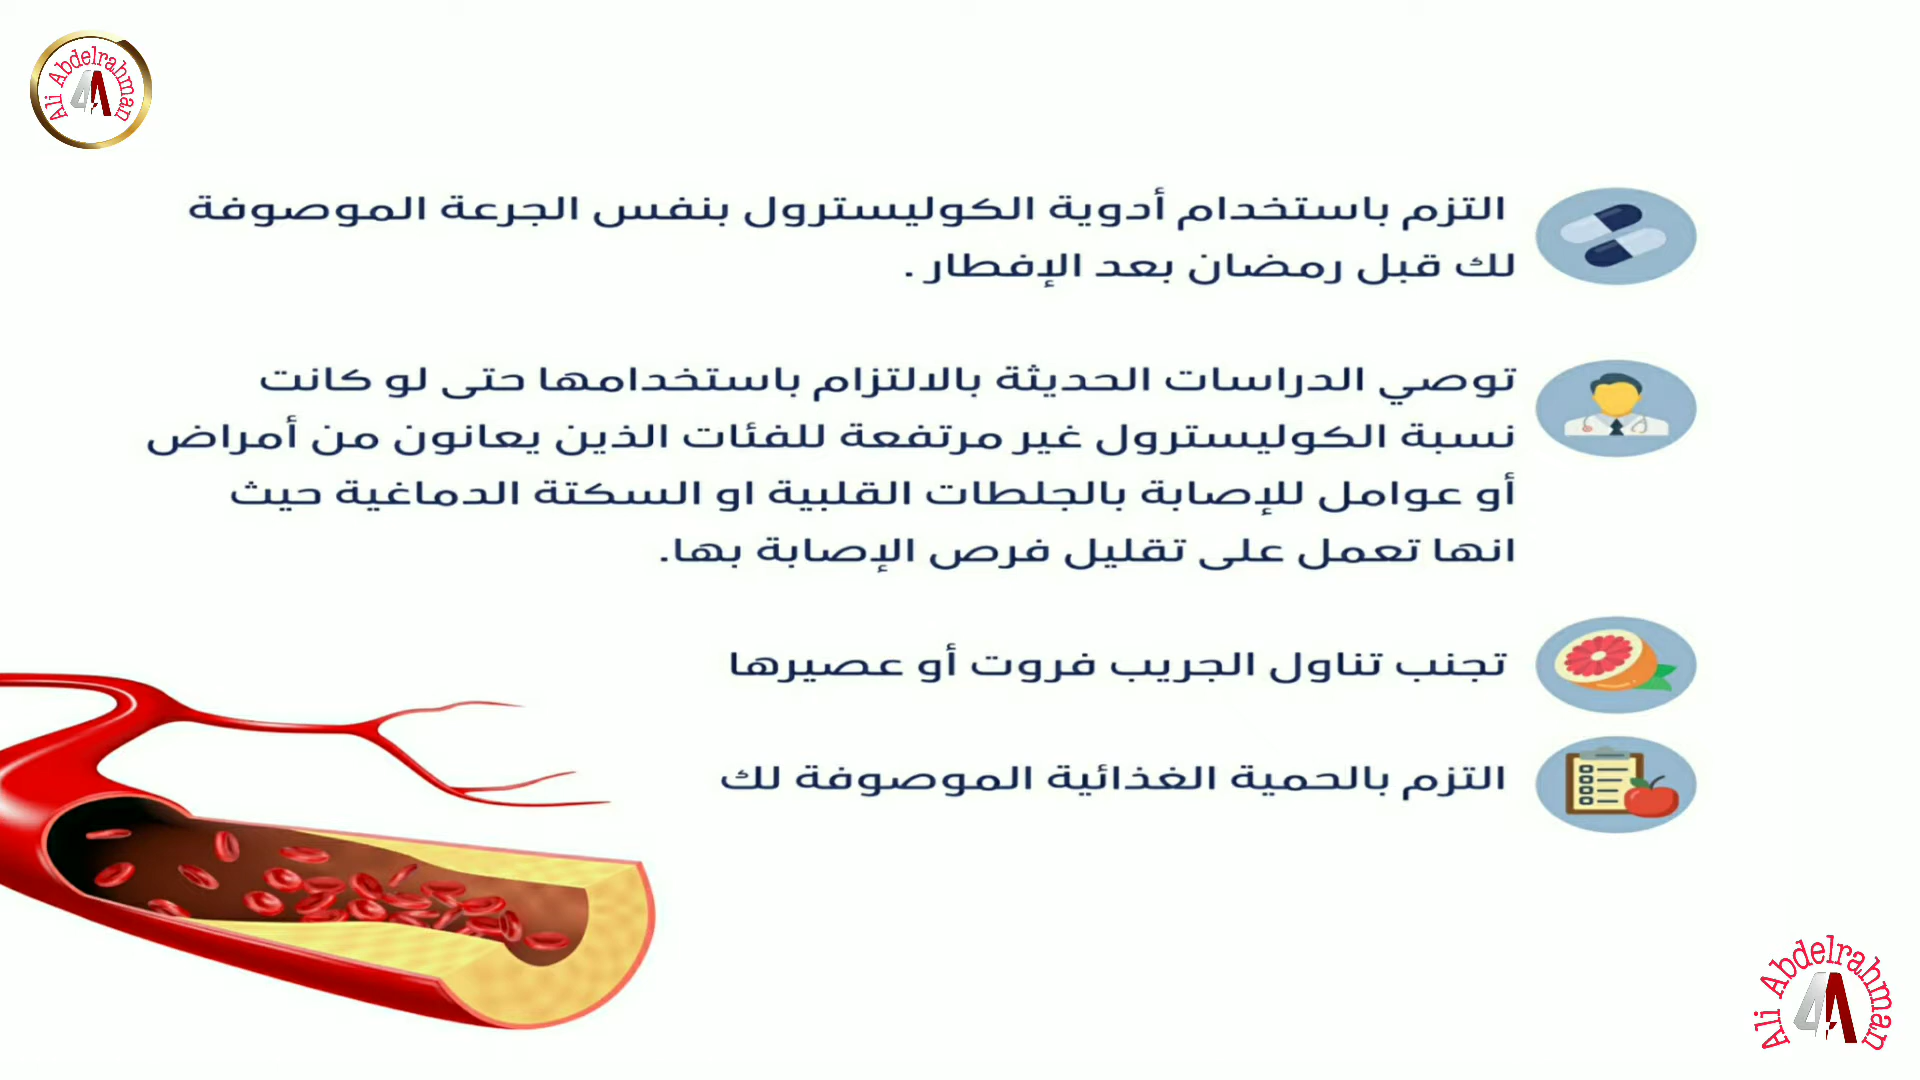 Ali Abdelrahman
التزم باستخدام أدوية الكوليسترول بنفس الجرعة الموصوفة
لك قبل رمضان بعد الإفطار .
توصي الدراسات الحديثة بالالتزام باستخدامها حتى لو كانت
نسبة الكوليسترول غير مرتفعة للفئات الذين يعانون من أمراض
أو عوامل للإصابة بالجلطات القلبية او السكتة الدماغية حيث
انها تعمل على تقليل فرص الإصابة بها.
تجنب تناول الجريب فروت أو عصيرها
التزم بالحمية الغذائية الموصوفة لك
Ali Abdelrahman